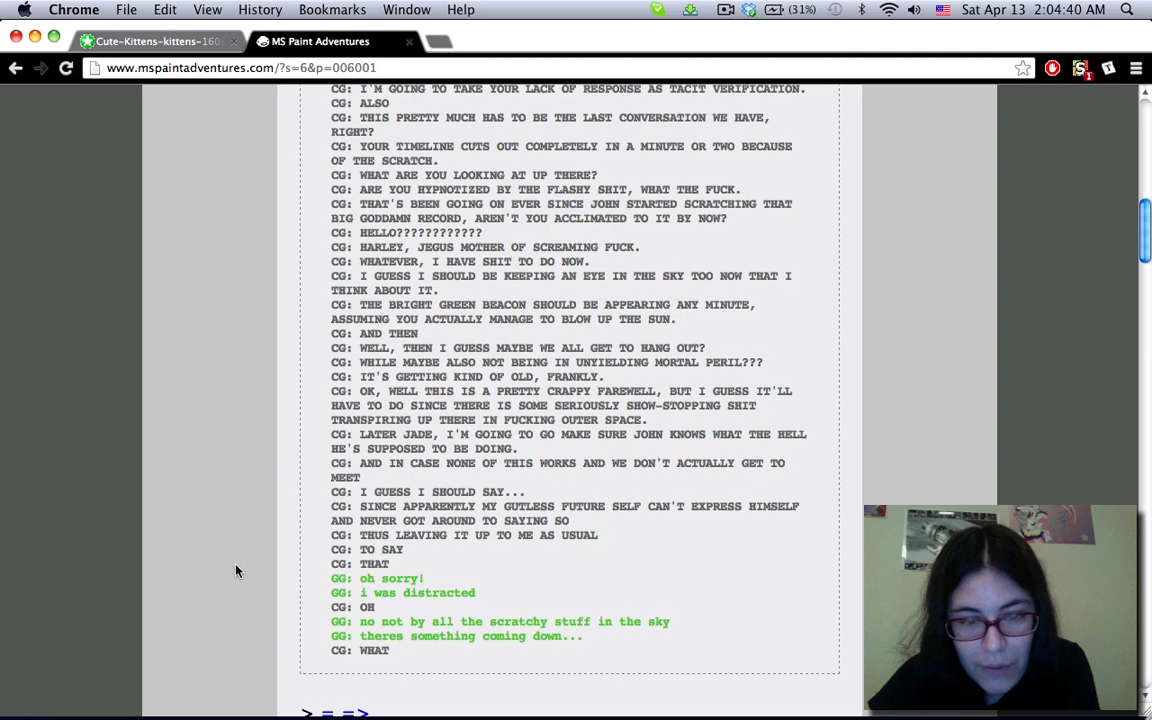 Chrome File Edit View History Bookmarks Window Help (31%) Sat Apr 13 2:04:40 AM
Cute-Kittens-kittens-160 MS Paint Adventures
www.mspaintadventures.com/?s=6&p=006001
1
CG: I'M GOING TO TAKE YOUR LACK OF RESPONSE AS TACIT VERIFICATION.
CG: ALSO
CG: THIS PRETTY MUCH HAS TO BE THE LAST CONVERSATION WE HAVE,
RIGHT?
CG: YOUR TIMELINE CUTS OUT COMPLETELY IN A MINUTE OR TWO BECAUSE
OF THE SCRATCH.
CG: WHAT ARE YOU LOOKING AT UP THERE?
CG: ARE YOU HYPNOTIZED BY THE FLASHY SHIT, WHAT THE FUCK.
CG: THAT'S BEEN GOING ON EVER SINCE JOHN STARTED SCRATCHING THAT
BIG GODDAMN RECORD, AREN'T YOU ACCLIMATED TO IT BY NOW?
CG: HELLO????????????
CG: HARLEY, JEGUS MOTHER OF SCREAMING FUCK.
CG: WHATEVER, I HAVE SHIT TO DO NOW.
CG: I GUESS I SHOULD BE KEEPING AN EYE IN THE SKY TOO NOW THAT I
THINK ABOUT IT.
CG: THE BRIGHT GREEN BEACON SHOULD BE APPEARING ANY MINUTE,
ASSUMING YOU ACTUALLY MANAGE TO BLOW UP THE SUN.
CG: AND THEN
CG: WELL, THEN I GUESS MAYBE WE ALL GET TO HANG OUT?
CG: WHILE MAYBE ALSO NOT BEING IN UNYIELDING MORTAL PERIL???
CG: IT'S GETTING KIND OF OLD, FRANKLY.
CG: OK, WELL THIS IS A PRETTY CRAPPY FAREWELL, BUT I GUESS IT'LL
HAVE TO DO SINCE THERE IS SOME SERIOUSLY SHOW-STOPPING SHIT
TRANSPIRING UP THERE IN FUCKING OUTER SPACE.
CG: LATER JADE, I'M GOING TO GO MAKE SURE JOHN KNOWS WHAT THE HELL
HE'S SUPPOSED TO BE DOING.
CG: AND IN CASE NONE OF THIS WORKS AND WE DON'T ACTUALLY GET TO
MEET
CG: I GUESS I SHOULD SAY...
CG: SINCE APPARENTLY MY GUTLESS FUTURE SELF CAN'T EXPRESS HIMSELF
AND NEVER GOT AROUND TO SAYING SO
CG: THUS LEAVING IT UP TO ME AS USUAL
CG: TO SAY
CG: THAT
GG: oh sorry!
GG: i was distracted
CG: OH
GG: no not by all the scratchy stuff in the sky
GG: theres something coming down...
CG: WHAT
> = =>